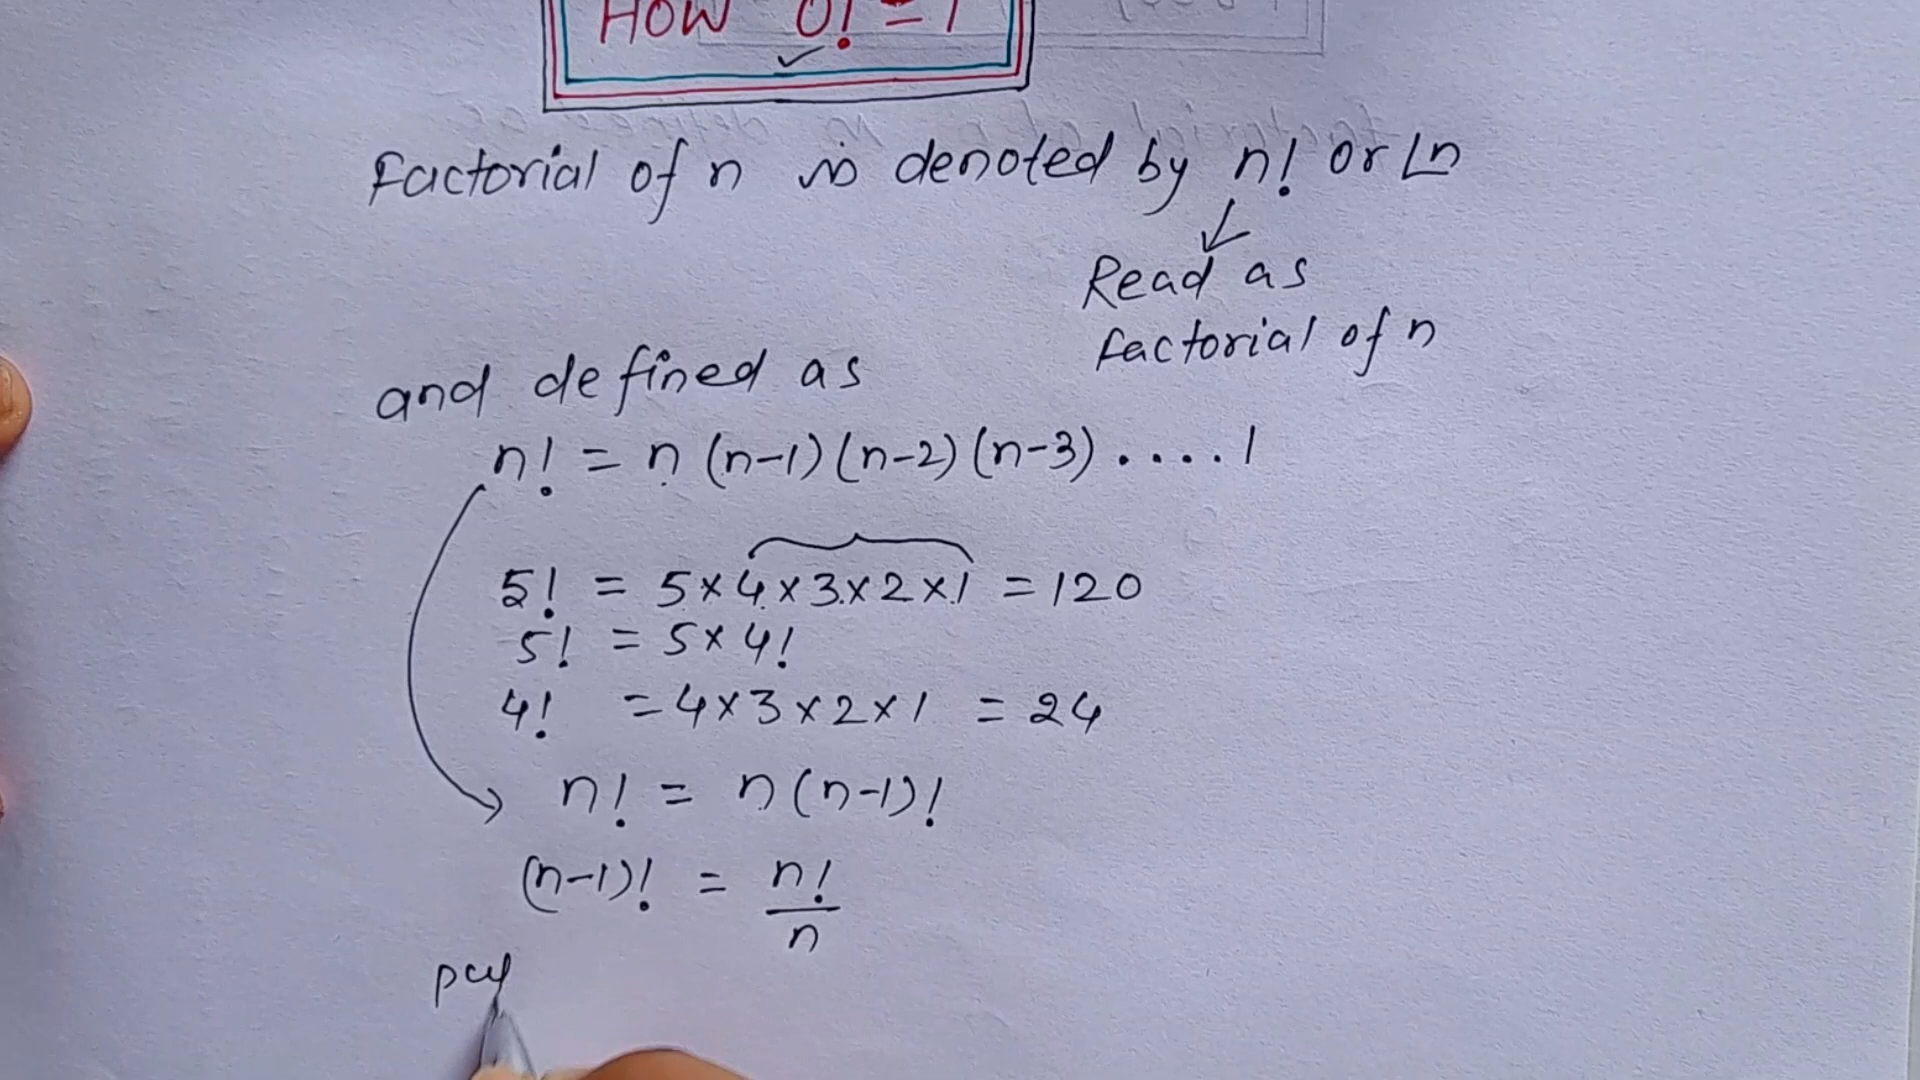 HOW 0! = 1
Factorial of n is denoted by n! or ∟n
Read as
factorial of n
and defined as
n! = n (n-1) (n-2) (n-3) ..... 1
5! = 5 × 4 × 3 × 2 × 1 = 120
5! = 5 × 4!
4! = 4 × 3 × 2 × 1 = 24
n! = n (n-1)!
(n-1)! = n!/n
put